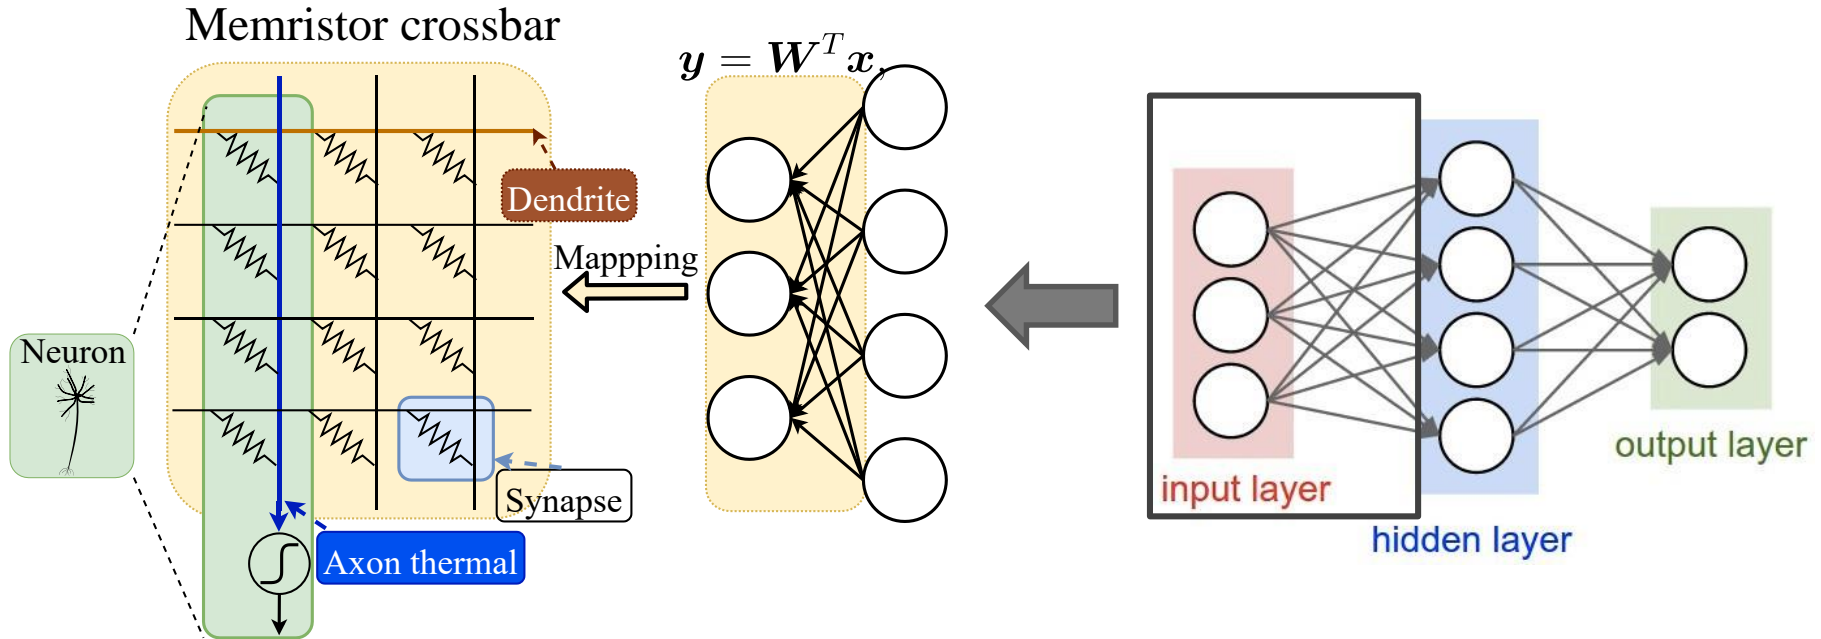 Memristor crossbar
y = W^T x,
Dendrite
Mappping
Neuron
Synapse
Axon thermal
input layer
hidden layer
output layer